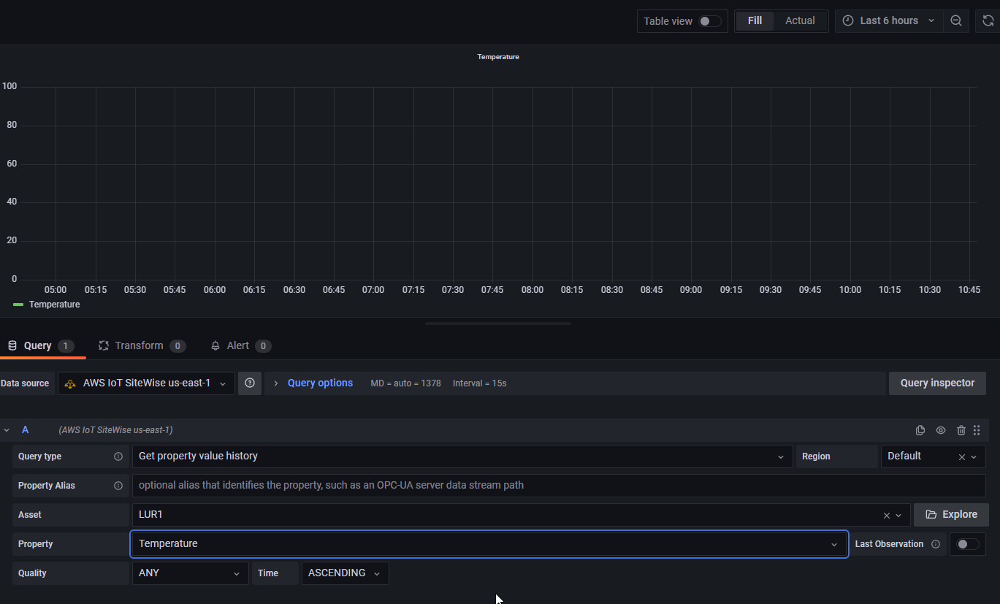 Table view Fill Actual Last 6 hours
Temperature
100
80
60
40
20
0
05:00 05:15 05:30 05:45 06:00 06:15 06:30 06:45 07:00 07:15 07:30 07:45 08:00 08:15 08:30 08:45 09:00 09:15 09:30 09:45 10:00 10:15 10:30 10:45
Temperature
Query 1 Transform 0 Alert 0
Data source AWS IoT SiteWise us-east-1 Query options MD = auto = 1378 Interval = 15s Query inspector
A (AWS IoT SiteWise us-east-1)
Query type Get property value history Region Default
Property Alias optional alias that identifies the property, such as an OPC-UA server data stream path
Asset LUR1 Explore
Property Temperature Last Observation
Quality ANY Time ASCENDING